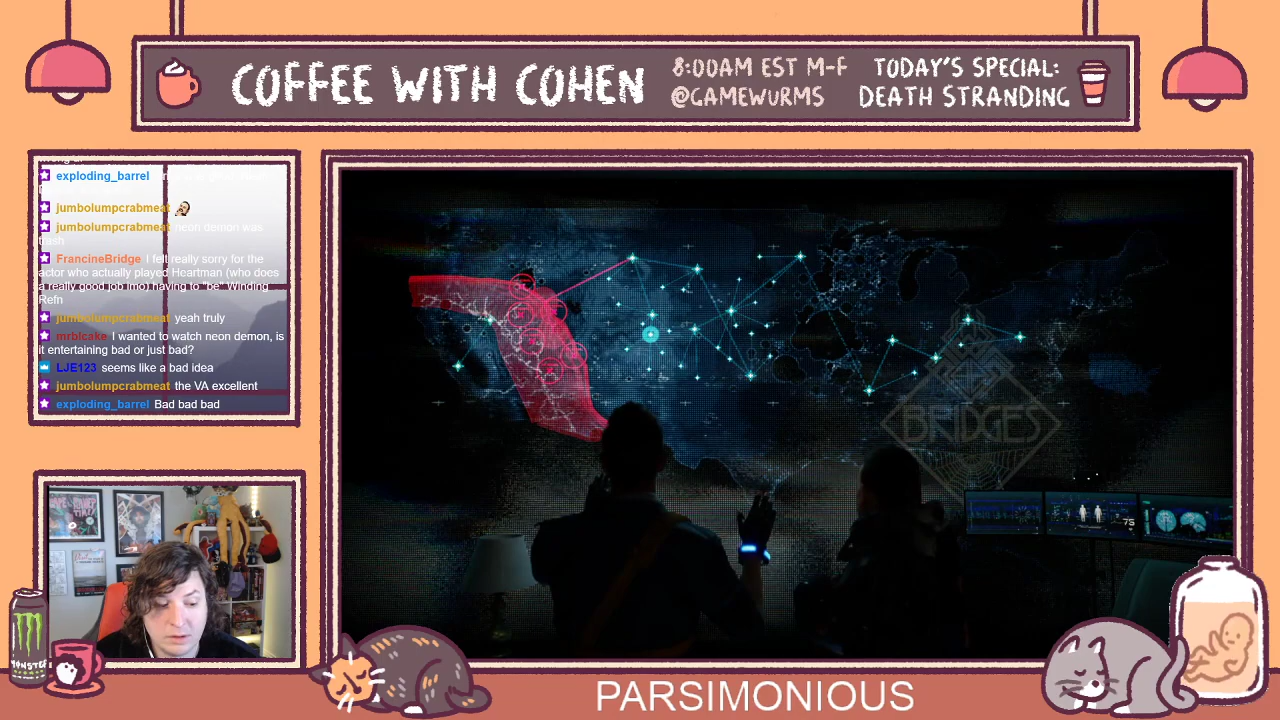 COFFEE WITH COHEN
8:00AM EST M-F
@GAMEWURMS
TODAY'S SPECIAL:
DEATH STRANDING
exploding_barrel
jumbolumpcrabmeat
jumbolumpcrabmeat neon demon was
trash
FrancineBridge I felt really sorry for the
actor who actually played Heartman (who does
a really good job imo) having to "be" Winding
Refn
jumbolumpcrabmeat yeah truly
mrblcake I wanted to watch neon demon, is
it entertaining bad or just bad?
LJE123 seems like a bad idea
jumbolumpcrabmeat the VA excellent
exploding_barrel Bad bad bad
BRIDGES
75
MONSTER
PARSIMONIOUS